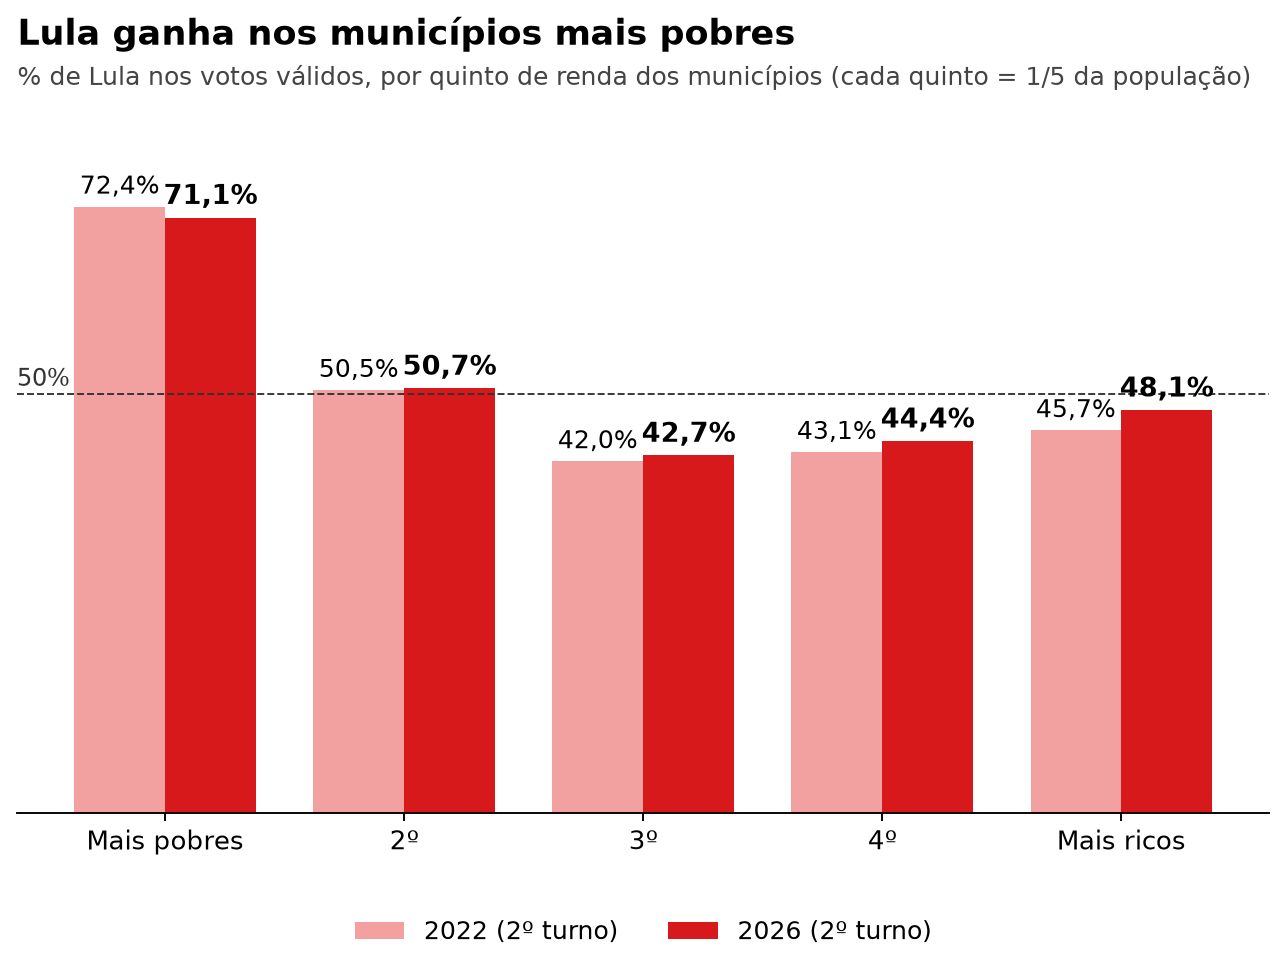 Lula ganha nos municípios mais pobres
% de Lula nos votos válidos, por quinto de renda dos municípios (cada quinto = 1/5 da população)
72,4% 71,1%
50,5% 50,7%
42,0% 42,7%
43,1% 44,4%
45,7% 48,1%
50%
Mais pobres 2º 3º 4º Mais ricos
2022 (2º turno) 2026 (2º turno)